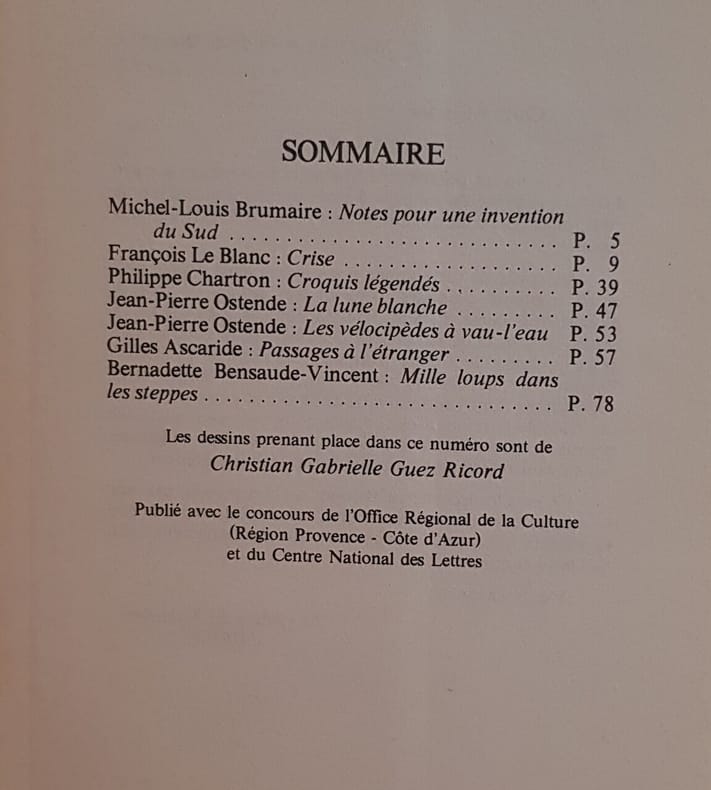 SOMMAIRE
Michel-Louis Brumaire : Notes pour une invention
du Sud .............................. P. 5
François Le Blanc : Crise ................... P. 9
Philippe Chartron : Croquis légendés .......... P. 39
Jean-Pierre Ostende : La lune blanche ......... P. 47
Jean-Pierre Ostende : Les vélocipèdes à vau-l'eau P. 53
Gilles Ascaride : Passages à l'étranger ......... P. 57
Bernadette Bensaude-Vincent : Mille loups dans
les steppes ............................... P. 78
Les dessins prenant place dans ce numéro sont de
Christian Gabrielle Guez Ricord
Publié avec le concours de l'Office Régional de la Culture
(Région Provence - Côte d'Azur)
et du Centre National des Lettres